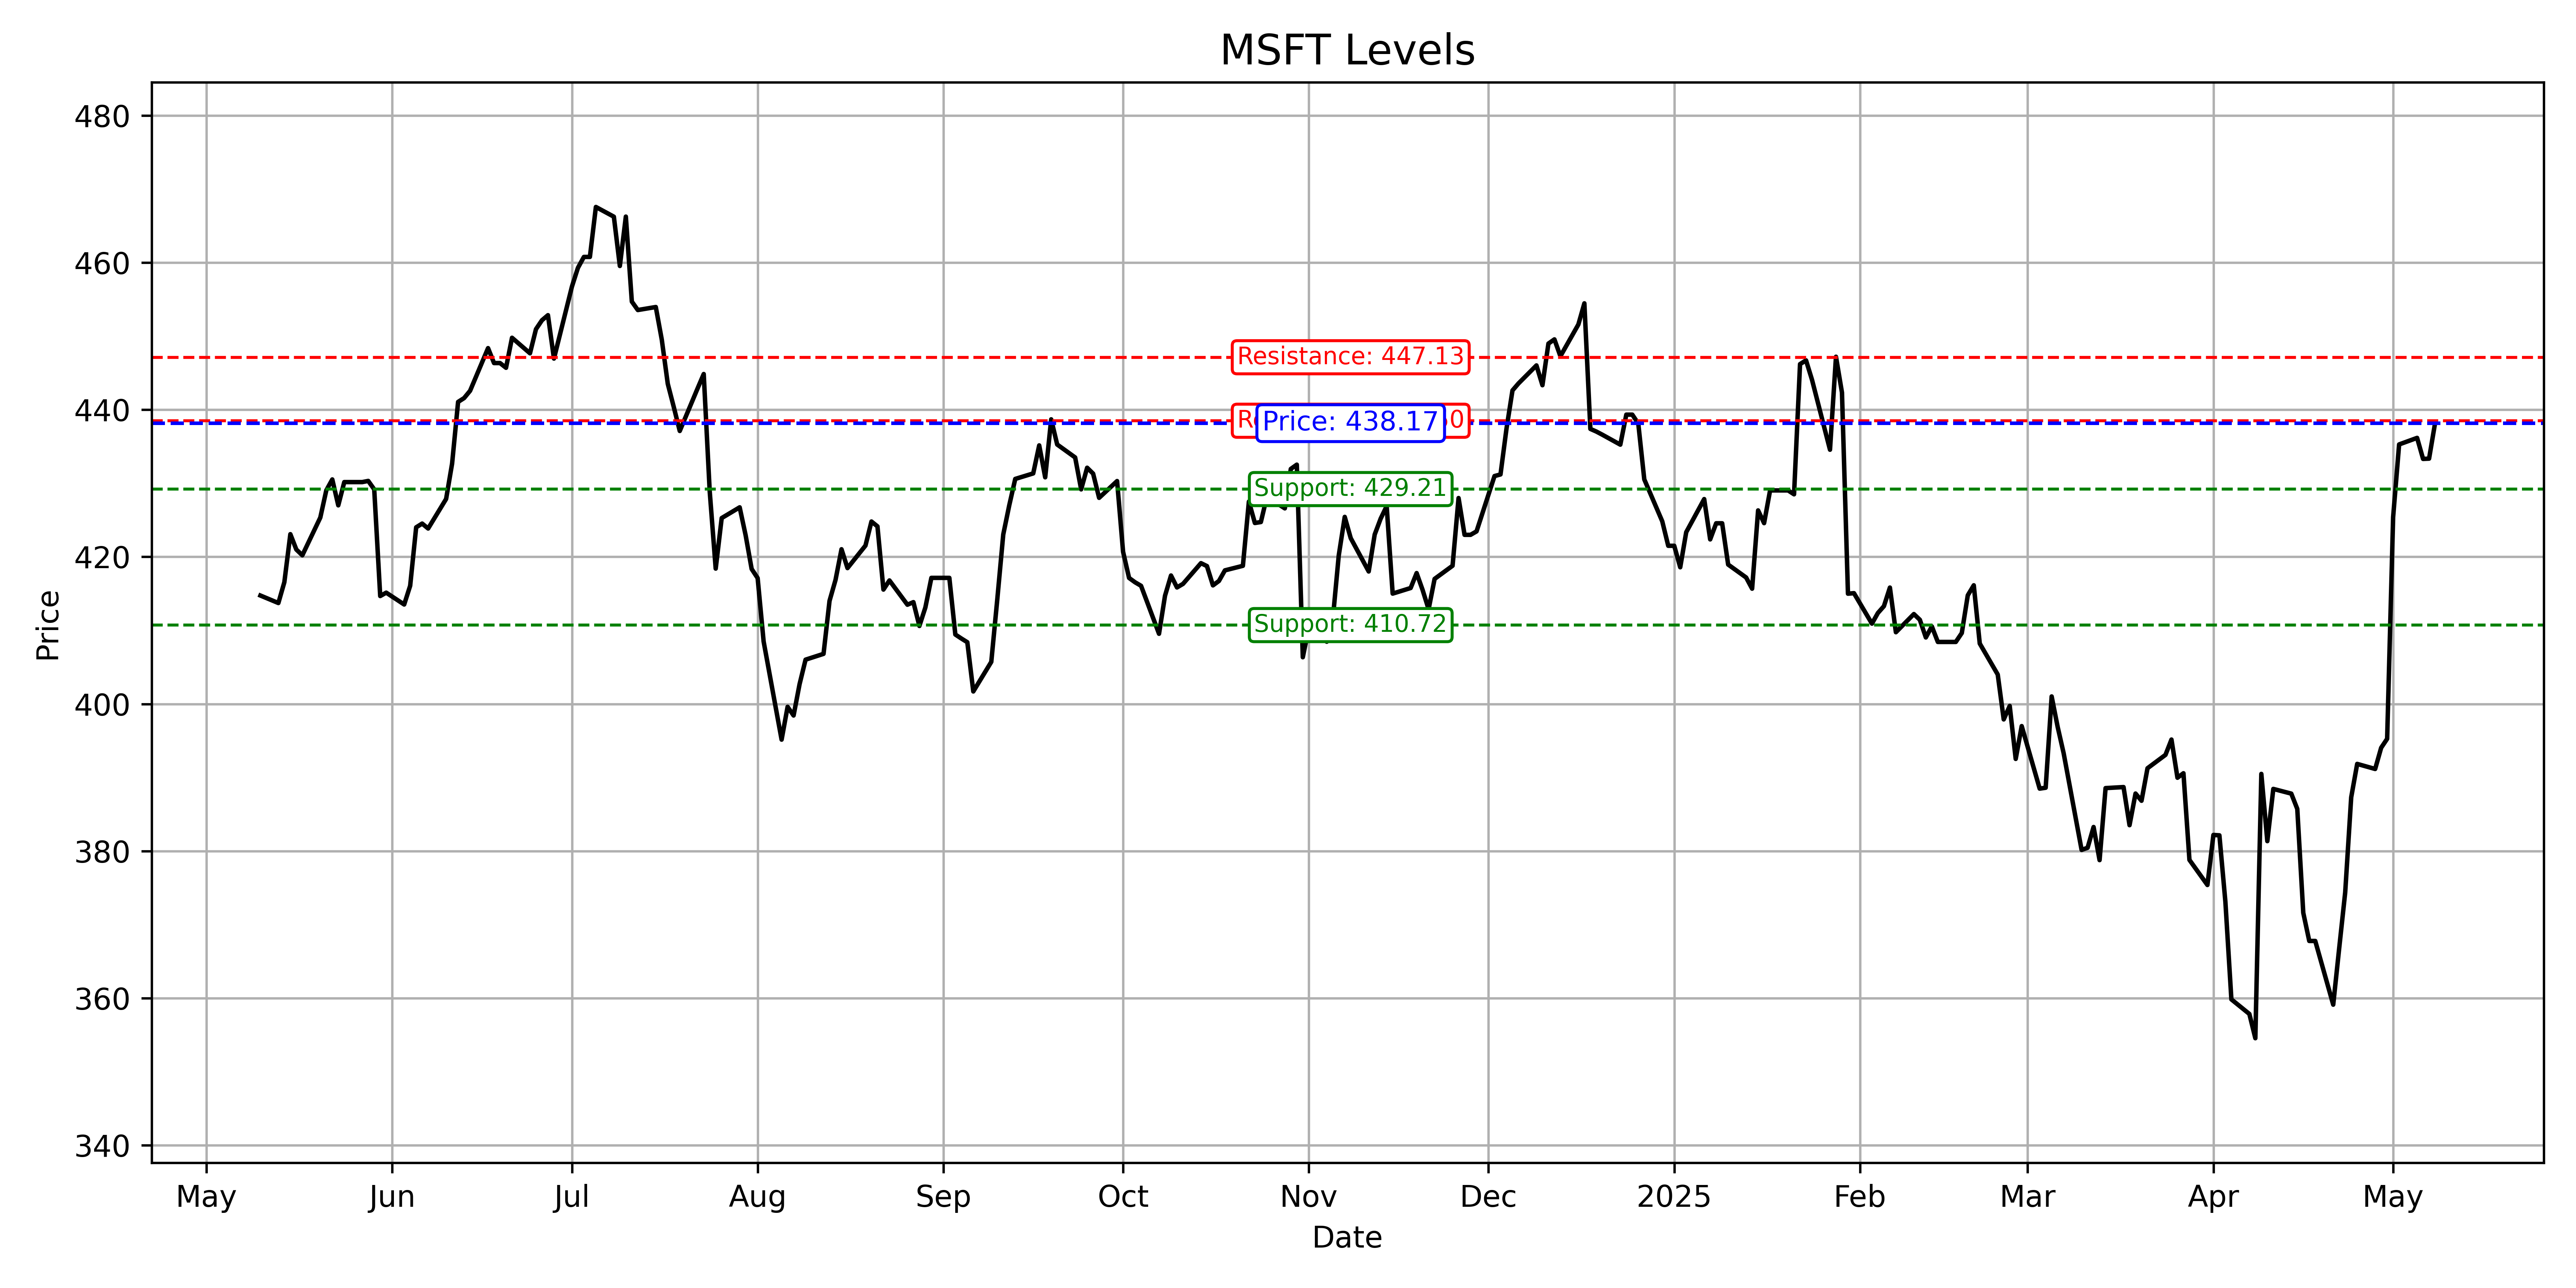 MSFT Levels
480
460
440
420
400
380
360
340
Price
Resistance: 447.13
Price: 438.17
Support: 429.21
Support: 410.72
May
Jun
Jul
Aug
Sep
Oct
Nov
Dec
2025
Feb
Mar
Apr
May
Date